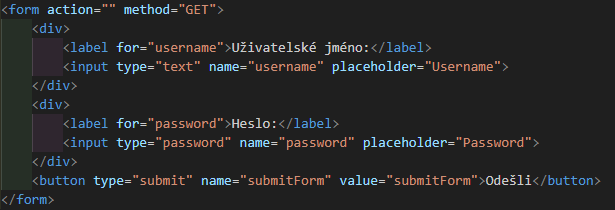 <form action="" method="GET">
<div>
<label for="username">Uživatelské jméno:</label>
<input type="text" name="username" placeholder="Username">
</div>
<div>
<label for="password">Heslo:</label>
<input type="password" name="password" placeholder="Password">
</div>
<button type="submit" name="submitForm" value="submitForm">Odešli</button>
</form>